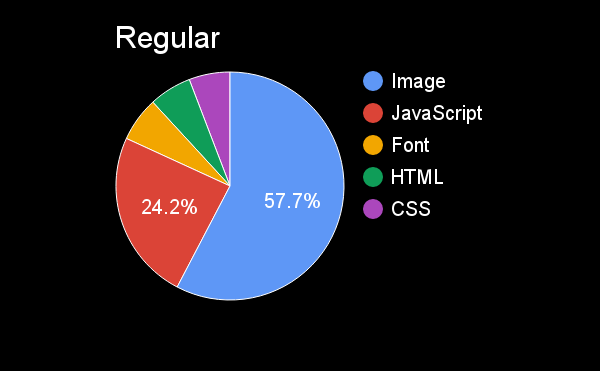 Regular
Image
JavaScript
Font
HTML
CSS
57.7%
24.2%